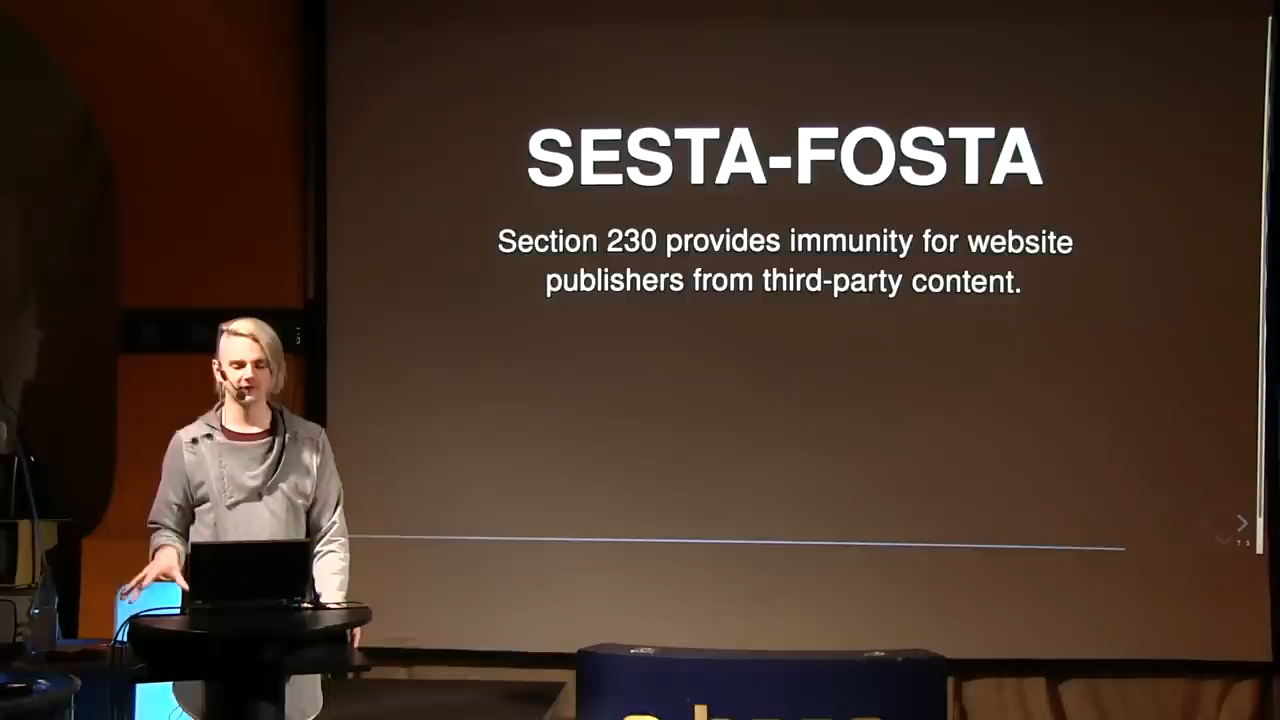 SESTA-FOSTA
Section 230 provides immunity for website
publishers from third-party content.